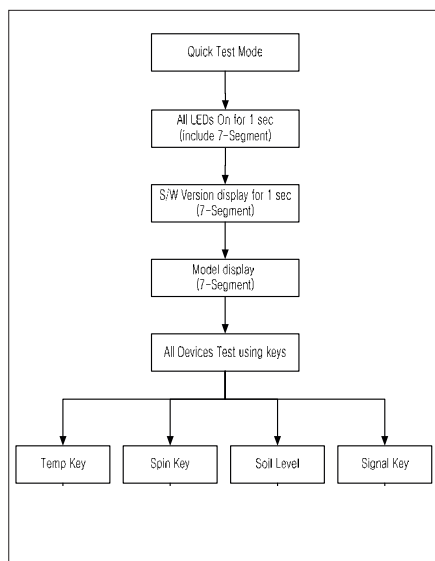 Quick Test Mode
All LEDs On for 1 sec
(include 7-Segment)
S/W Version display for 1 sec
(7-Segment)
Model display
(7-Segment)
All Devices Test using keys
Temp Key
Spin Key
Soil Level
Signal Key